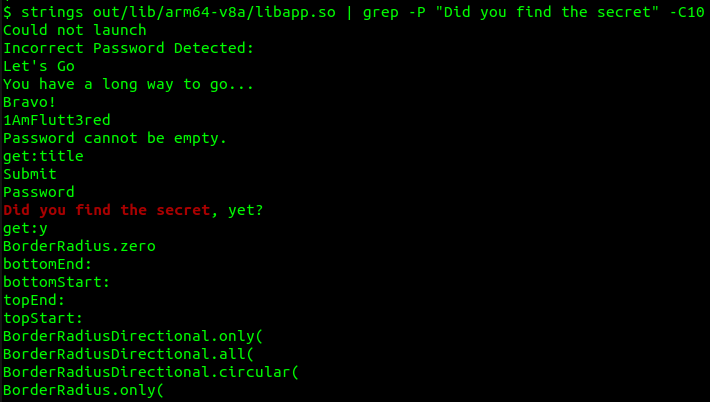 $ strings out/lib/arm64-v8a/libapp.so | grep -P "Did you find the secret" -C10
Could not launch
Incorrect Password Detected:
Let's Go
You have a long way to go...
Bravo!
1AmFlutt3red
Password cannot be empty.
get:title
Submit
Password
Did you find the secret, yet?
get:y
BorderRadius.zero
bottomEnd:
bottomStart:
topEnd:
topStart:
BorderRadiusDirectional.only(
BorderRadiusDirectional.all(
BorderRadiusDirectional.circular(
BorderRadius.only(